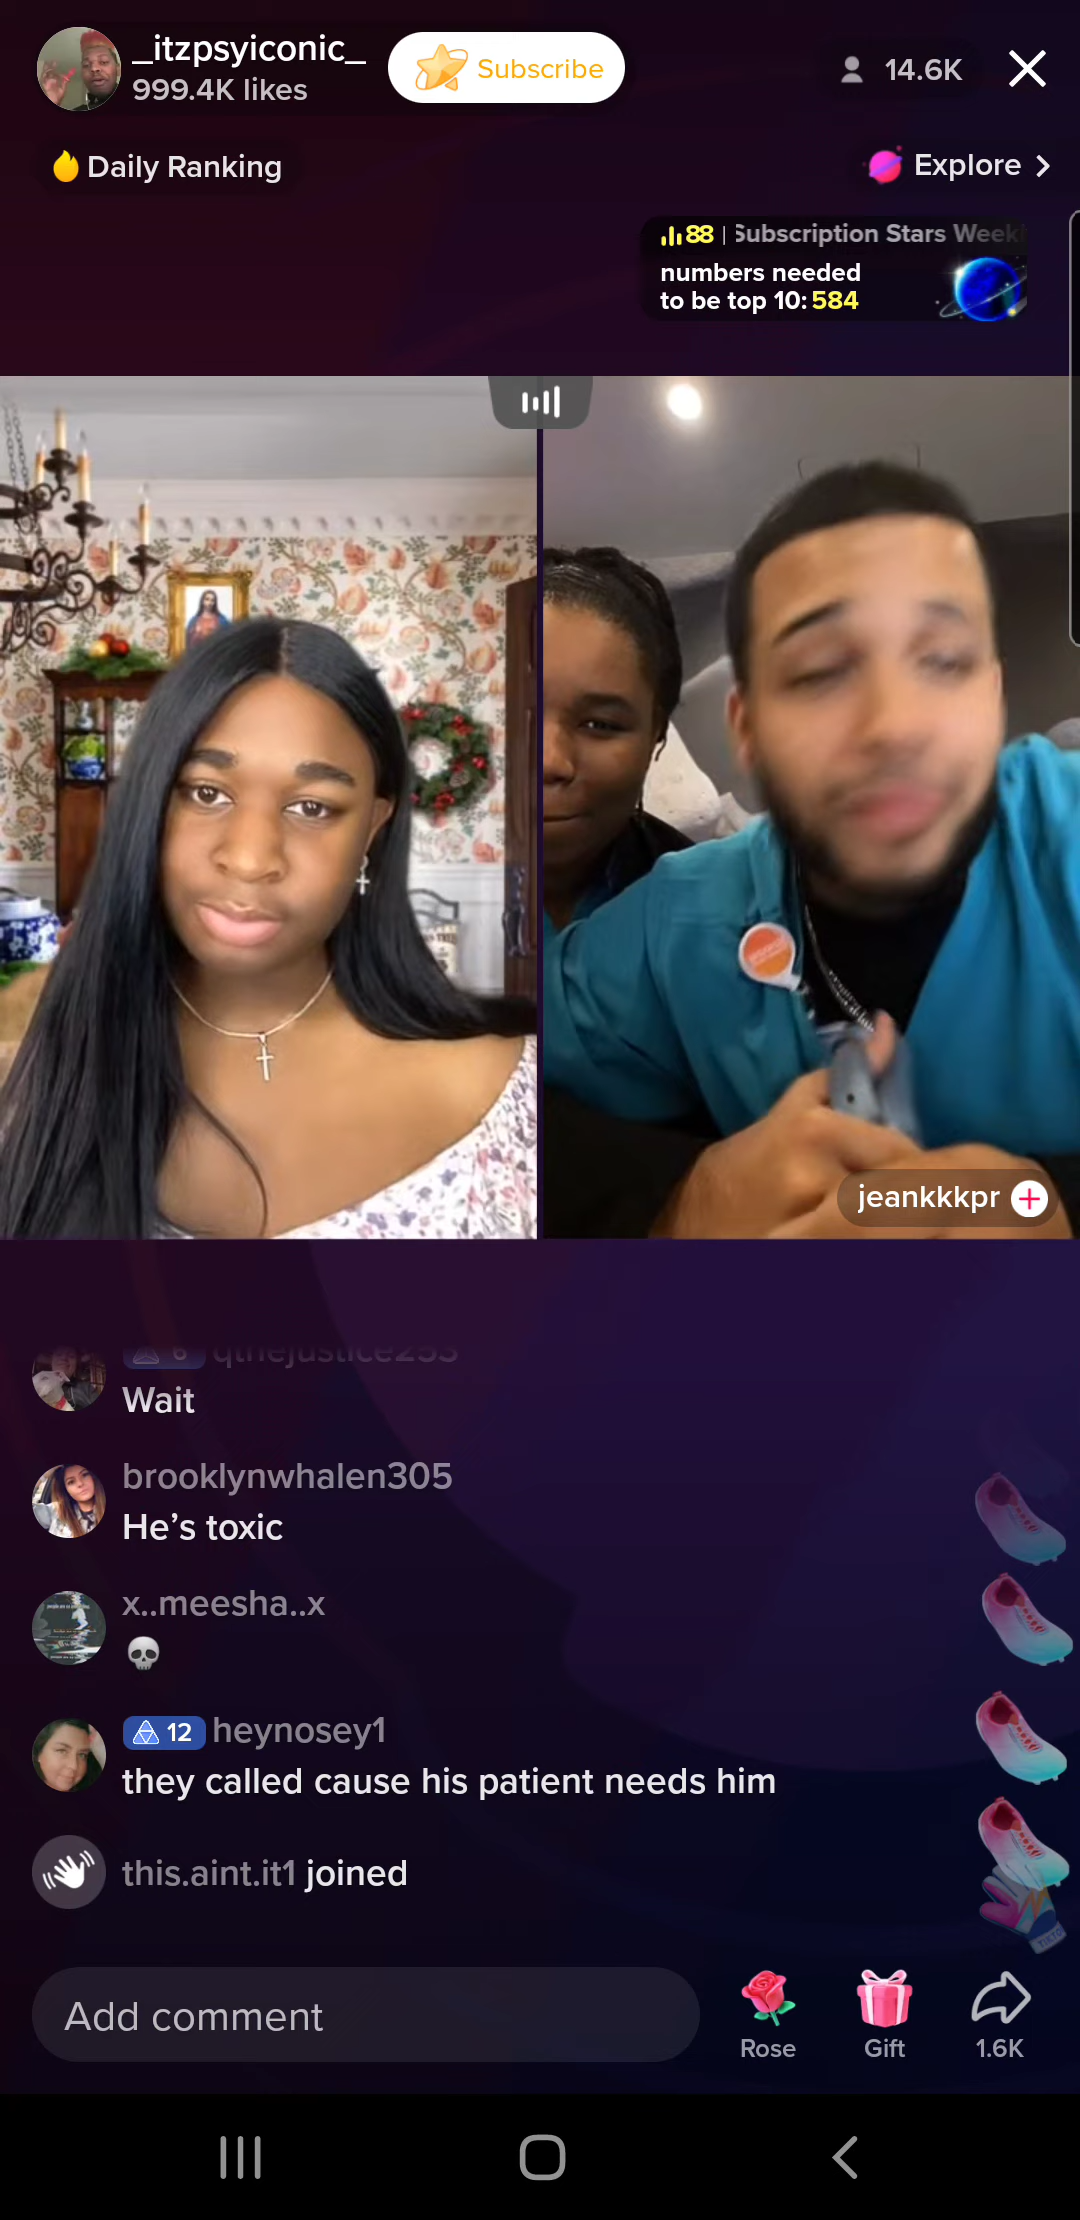 _itzpsyiconic_
999.4K likes
Subscribe
14.6K
Daily Ranking
Explore
88 | Subscription Stars Week
numbers needed
to be top 10: 584
jeankkkpr
6 qthejustice253
Wait
brooklynwhalen305
He's toxic
x..meesha..x
💀
12 heynosey1
they called cause his patient needs him
this.aint.it1 joined
Add comment
Rose
Gift
1.6K